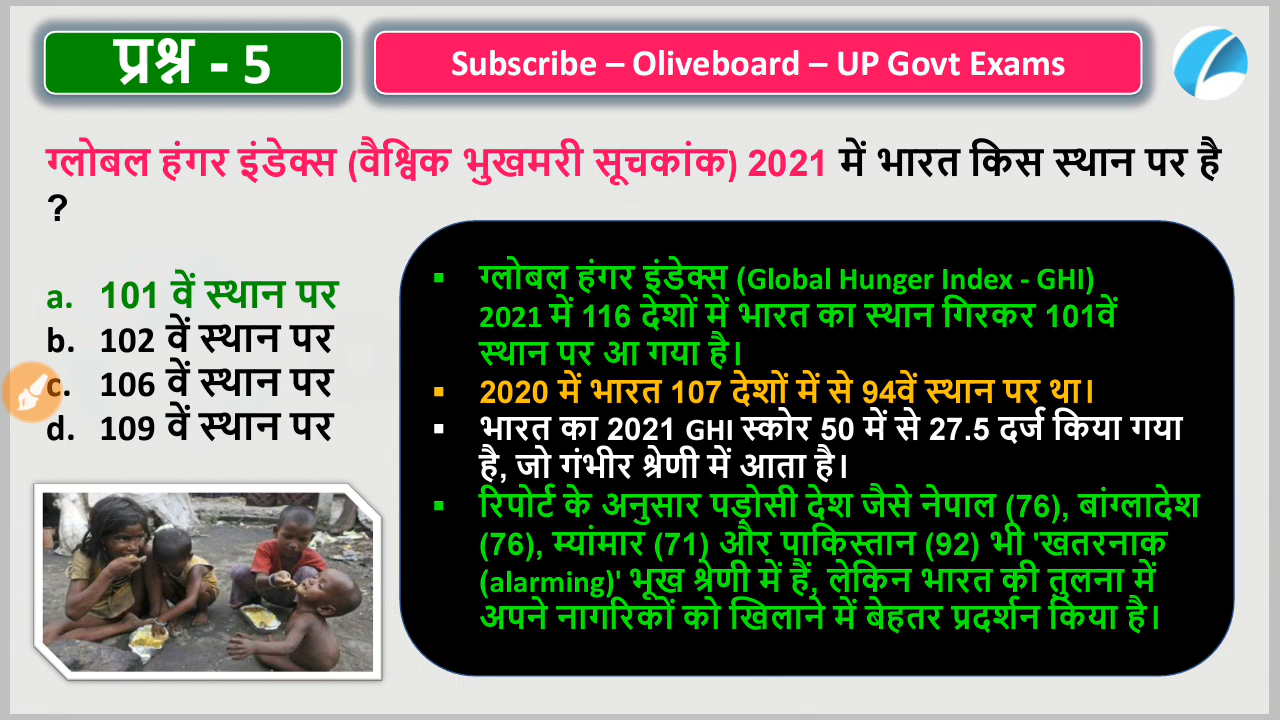 प्रश्न - 5
Subscribe – Oliveboard – UP Govt Exams
ग्लोबल हंगर इंडेक्स (वैश्विक भुखमरी सूचकांक) 2021 में भारत किस स्थान पर है
?
a. 101 वें स्थान पर
b. 102 वें स्थान पर
c. 106 वें स्थान पर
d. 109 वें स्थान पर
▪ ग्लोबल हंगर इंडेक्स (Global Hunger Index - GHI)
2021 में 116 देशों में भारत का स्थान गिरकर 101वें
स्थान पर आ गया है।
▪ 2020 में भारत 107 देशों में से 94वें स्थान पर था।
▪ भारत का 2021 GHI स्कोर 50 में से 27.5 दर्ज किया गया
है, जो गंभीर श्रेणी में आता है।
▪ रिपोर्ट के अनुसार पड़ोसी देश जैसे नेपाल (76), बांग्लादेश
(76), म्यांमार (71) और पाकिस्तान (92) भी 'खतरनाक
(alarming)' भूख श्रेणी में हैं, लेकिन भारत की तुलना में
अपने नागरिकों को खिलाने में बेहतर प्रदर्शन किया है।